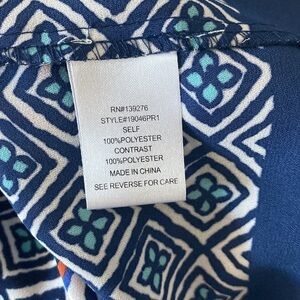 RN#139276
STYLE#19046PR1
SELF
100%POLYESTER
CONTRAST
100%POLYESTER
MADE IN CHINA
SEE REVERSE FOR CARE